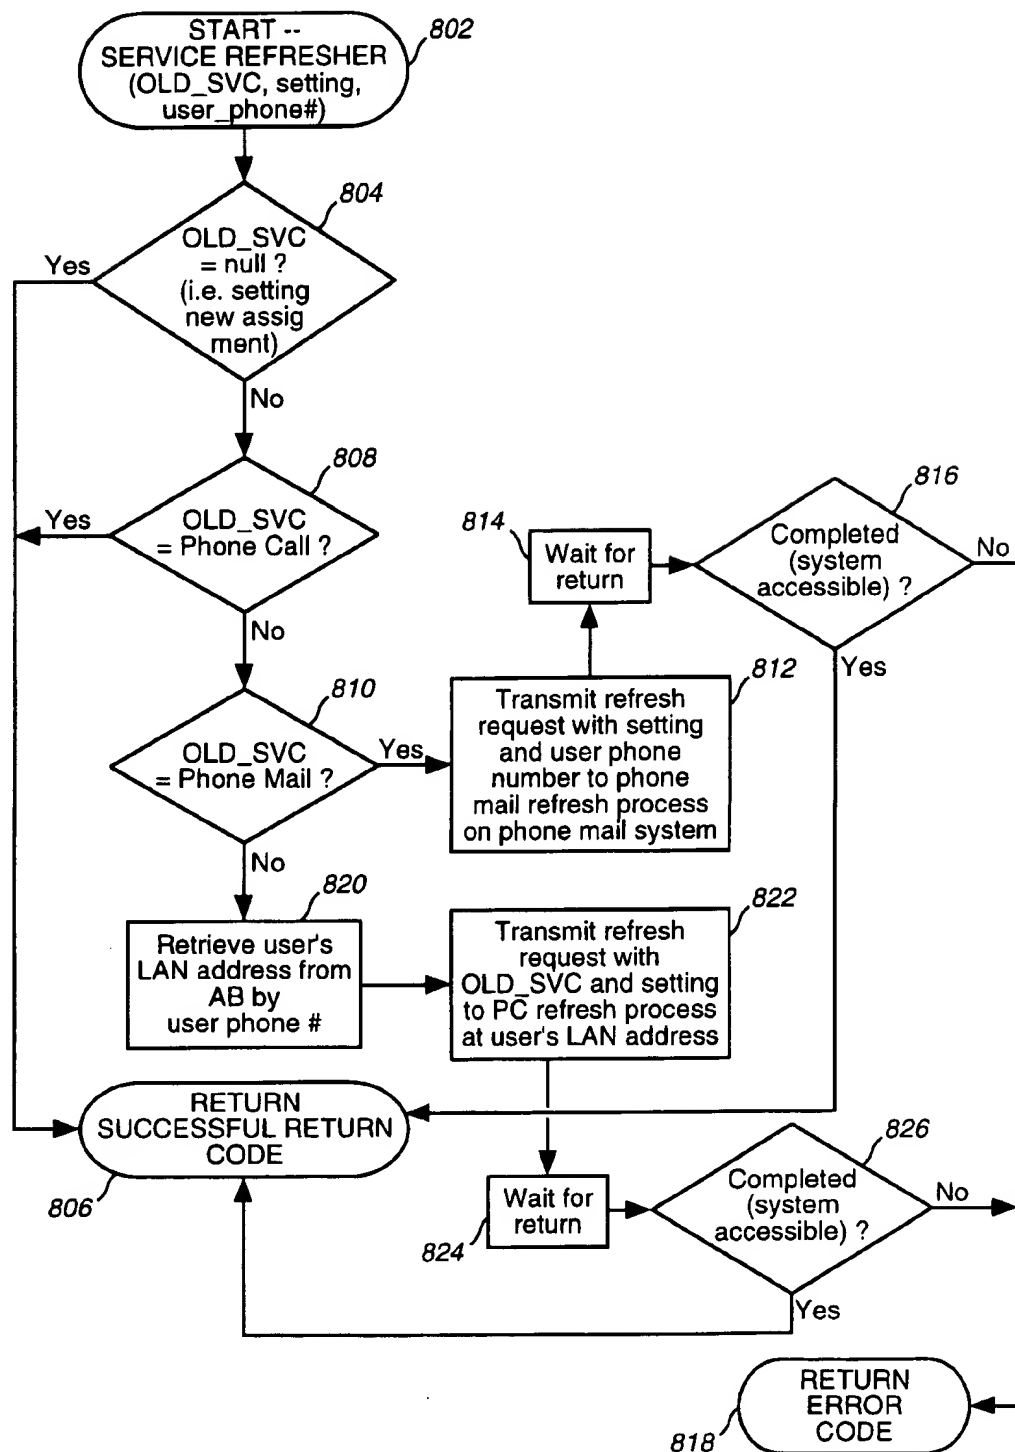 START --
SERVICE REFRESHER
(OLD_SVC, setting,
user_phone#)
802
804
OLD_SVC
= null ?
(i.e. setting
new assig
ment)
Yes
No
808
OLD_SVC
= Phone Call ?
Yes
No
810
OLD_SVC
= Phone Mail ?
Yes
No
812
Transmit refresh
request with setting
and user phone
number to phone
mail refresh process
on phone mail system
814
Wait for
return
816
Completed
(system
accessible) ?
No
Yes
820
Retrieve user's
LAN address from
AB by
user phone #
822
Transmit refresh
request with
OLD_SVC and setting
to PC refresh process
at user's LAN address
RETURN
SUCCESSFUL RETURN
CODE
806
Wait for
return
824
826
Completed
(system
accessible) ?
No
Yes
RETURN
ERROR
CODE
818